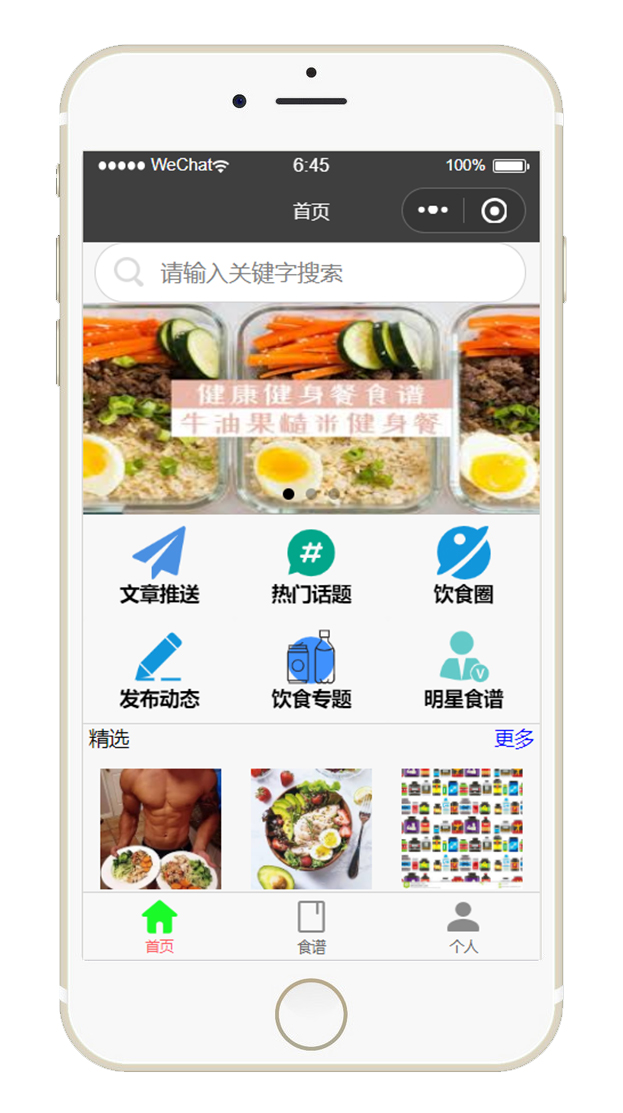 ●●●●● WeChat 6:45 100%
首页
请输入关键字搜索
健康健身餐食谱
牛油果糙米健身餐
#
文章推送 热门话题 饮食圈
V
发布动态 饮食专题 明星食谱
精选 更多
首页 食谱 个人